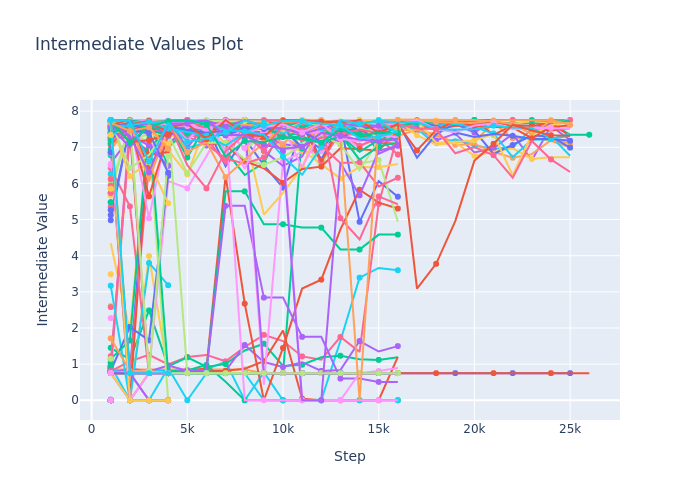 Intermediate Values Plot
8
7
6
5
4
3
2
1
0
Intermediate Value
0
5k
10k
15k
20k
25k
Step